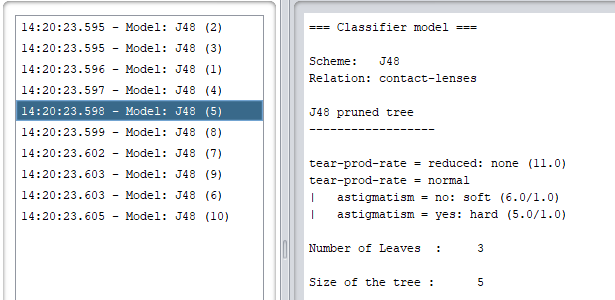 14:20:23.595 - Model: J48 (2)
14:20:23.595 - Model: J48 (3)
14:20:23.596 - Model: J48 (1)
14:20:23.597 - Model: J48 (4)
14:20:23.598 - Model: J48 (5)
14:20:23.599 - Model: J48 (8)
14:20:23.602 - Model: J48 (7)
14:20:23.603 - Model: J48 (9)
14:20:23.603 - Model: J48 (6)
14:20:23.605 - Model: J48 (10)
=== Classifier model ===
Scheme:   J48
Relation: contact-lenses
J48 pruned tree
------------------
tear-prod-rate = reduced: none (11.0)
tear-prod-rate = normal
|   astigmatism = no: soft (6.0/1.0)
|   astigmatism = yes: hard (5.0/1.0)
Number of Leaves  :     3
Size of the tree :      5